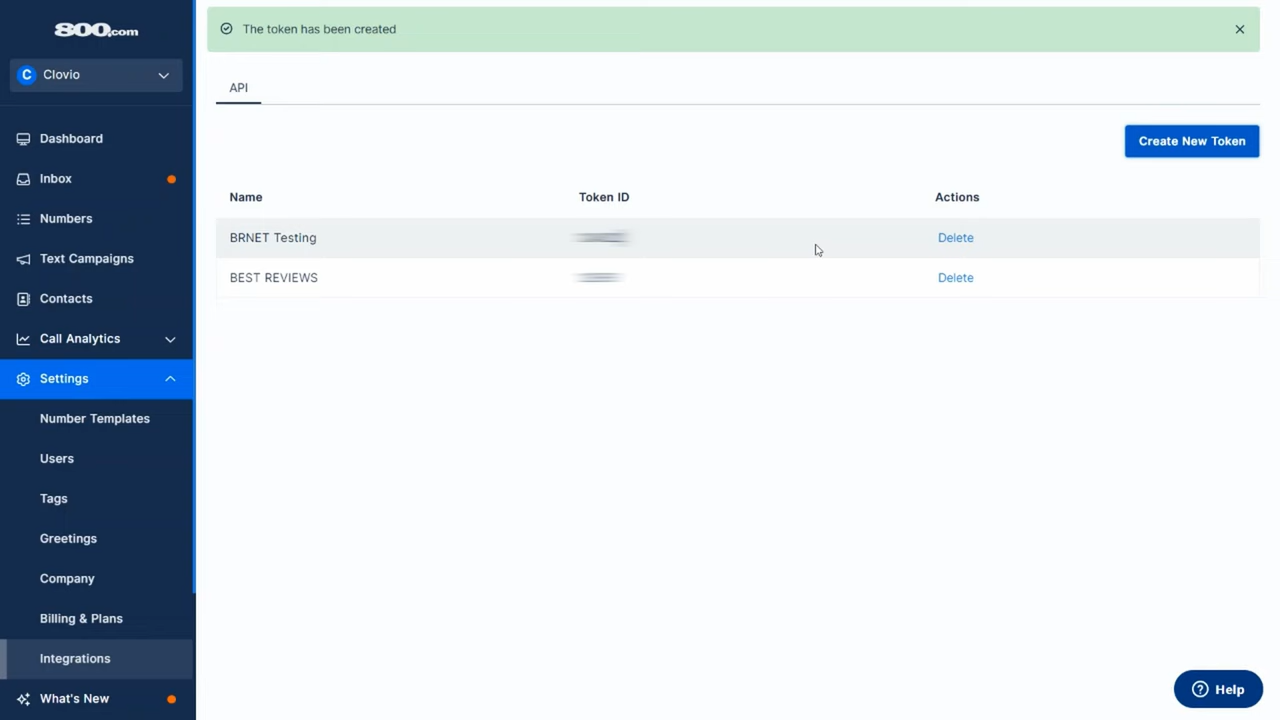 800.com
C Clovio
Dashboard
Inbox
Numbers
Text Campaigns
Contacts
Call Analytics
Settings
Number Templates
Users
Tags
Greetings
Company
Billing & Plans
Integrations
What's New
The token has been created
API
Create New Token
Name Token ID Actions
BRNET Testing Delete
BEST REVIEWS Delete
Help